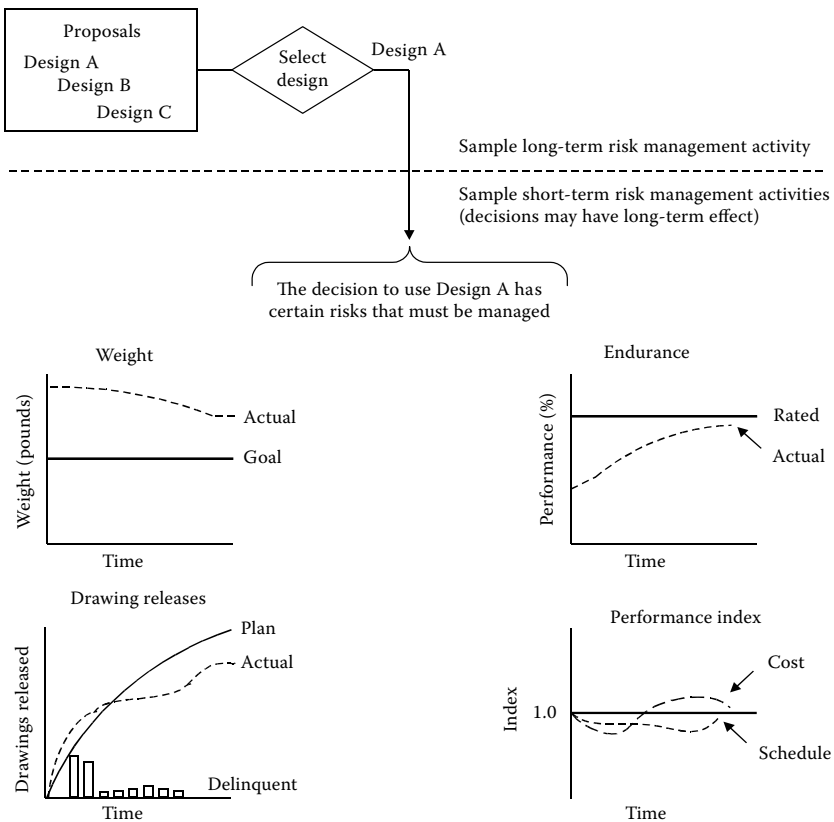 Proposals
Design A
Design B
Design C
Select
design
Design A
Sample long-term risk management activity
Sample short-term risk management activities
(decisions may have long-term effect)
The decision to use Design A has
certain risks that must be managed
Weight
Weight (pounds)
Actual
Goal
Time
Endurance
Performance (%)
Rated
Actual
Time
Drawing releases
Drawings released
Plan
Actual
Delinquent
Time
Performance index
Index
1.0
Cost
Schedule
Time